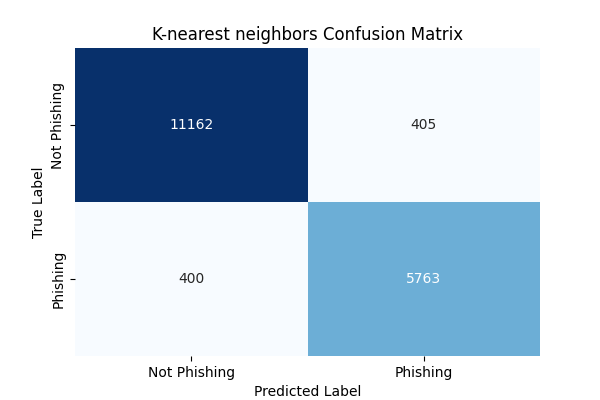 K-nearest neighbors Confusion Matrix
True Label
Not Phishing
11162
405
Phishing
400
5763
Not Phishing
Phishing
Predicted Label